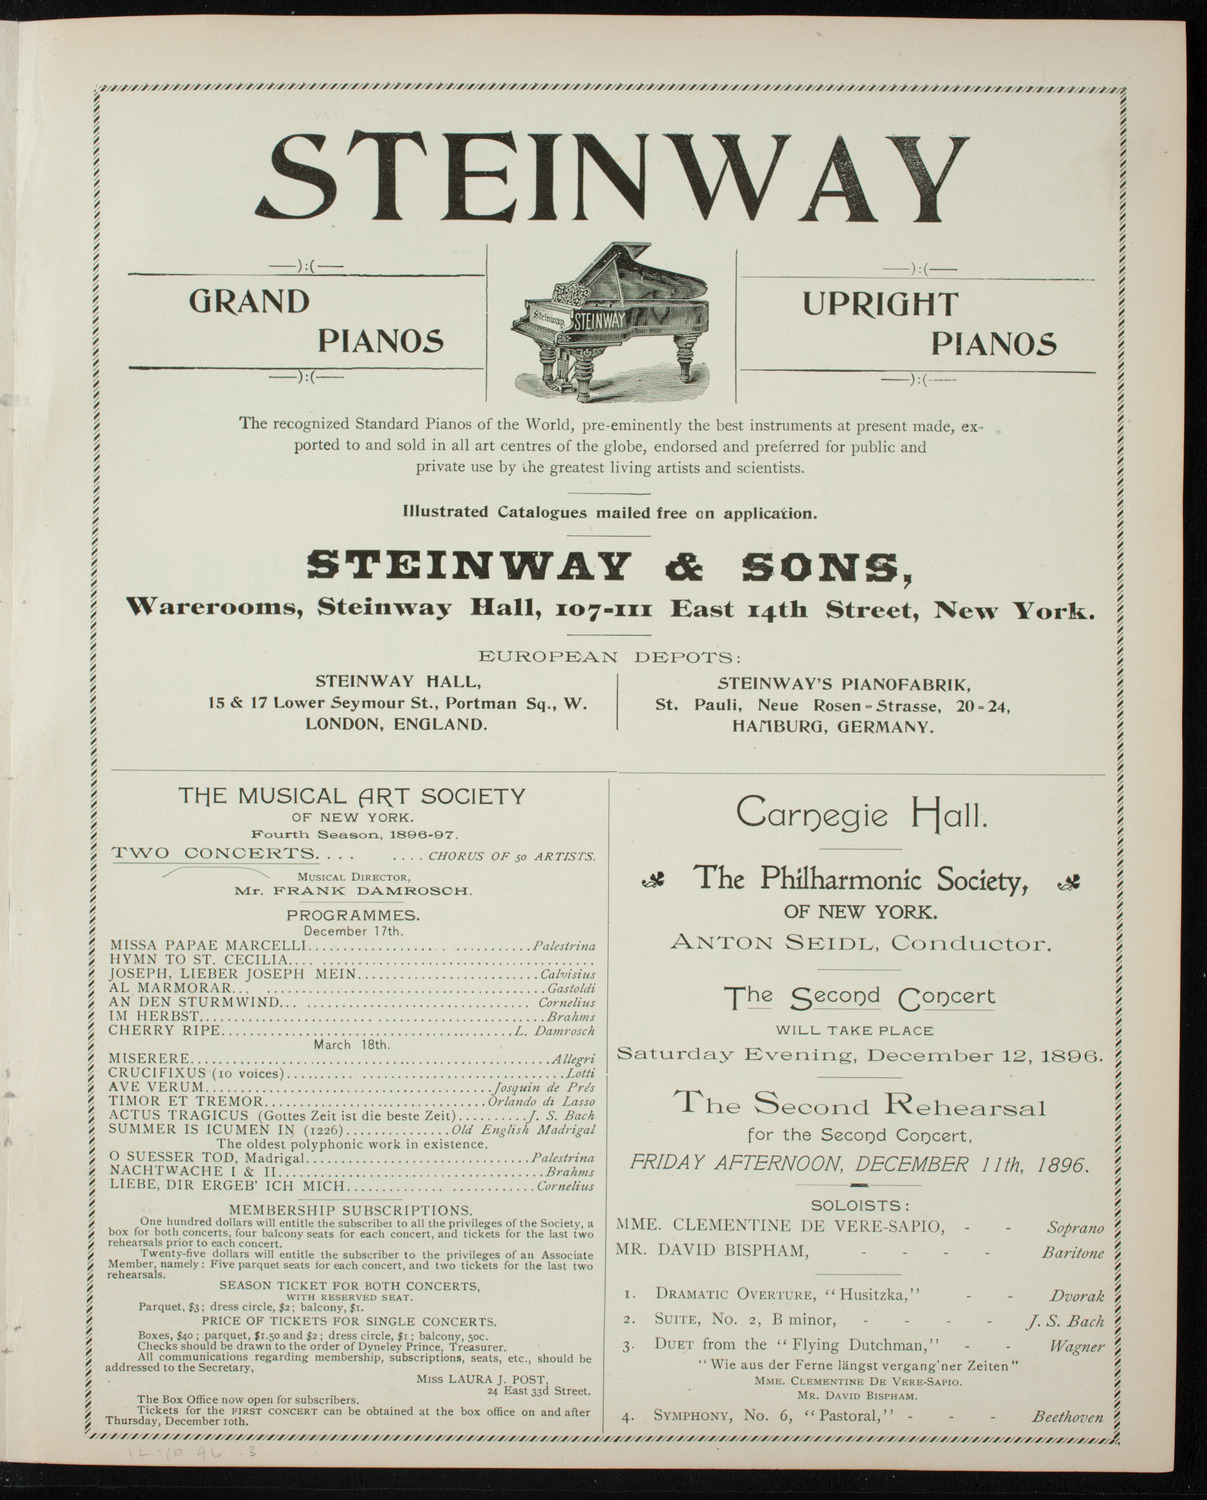 STEINWAY
GRAND
PIANOS
Steinway
STEINWAY
UPRIGHT
PIANOS
The recognized Standard Pianos of the World, pre-eminently the best instruments at present made, ex-
ported to and sold in all art centres of the globe, endorsed and preferred for public and
private use by the greatest living artists and scientists.
Illustrated Catalogues mailed free on application.
STEINWAY & SONS,
Warerooms, Steinway Hall, 107-111 East 14th Street, New York.
EUROPEAN DEPOTS:
STEINWAY HALL,
15 & 17 Lower Seymour St., Portman Sq., W.
LONDON, ENGLAND.
STEINWAY'S PIANOFABRIK,
St. Pauli, Neue Rosen-Strasse, 20-24,
HAMBURG, GERMANY.
THE MUSICAL ART SOCIETY
OF NEW YORK.
Fourth Season, 1896-97.
TWO CONCERTS. . . . . . . . CHORUS OF 50 ARTISTS.
MUSICAL DIRECTOR,
Mr. FRANK DAMROSCH.
PROGRAMMES.
December 17th.
MISSA PAPAE MARCELLI........Palestrina
HYMN TO ST. CECILIA........
JOSEPH, LIEBER JOSEPH MEIN........Calvisius
AL MARMORAR........Gastoldi
AN DEN STURMWIND........Cornelius
IM HERBST........Brahms
CHERRY RIPE........L. Damrosch
March 18th.
MISERERE........Allegri
CRUCIFIXUS (10 voices)........Lotti
AVE VERUM........Josquin de Prés
TIMOR ET TREMOR........Orlando di Lasso
ACTUS TRAGICUS (Gottes Zeit ist die beste Zeit)........J. S. Bach
SUMMER IS ICUMEN IN (1226)........Old English Madrigal
The oldest polyphonic work in existence.
O SUESSER TOD, Madrigal........Palestrina
NACHTWACHE I & II........Brahms
LIEBE, DIR ERGEB' ICH MICH........Cornelius
MEMBERSHIP SUBSCRIPTIONS.
One hundred dollars will entitle the subscriber to all the privileges of the Society, a
box for both concerts, four balcony seats for each concert, and tickets for the last two
rehearsals prior to each concert.
Twenty-five dollars will entitle the subscriber to the privileges of an Associate
Member, namely: Five parquet seats for each concert, and two tickets for the last two
rehearsals.
SEASON TICKET FOR BOTH CONCERTS,
WITH RESERVED SEAT.
Parquet, $3; dress circle, $2; balcony, $1.
PRICE OF TICKETS FOR SINGLE CONCERTS.
Boxes, $40; parquet, $1.50 and $2; dress circle, $1; balcony, 50c.
Checks should be drawn to the order of Dyneley Prince, Treasurer.
All communications regarding membership, subscriptions, seats, etc., should be
addressed to the Secretary,
Miss LAURA J. POST,
24 East 33d Street.
The Box Office now open for subscribers.
Tickets for the FIRST CONCERT can be obtained at the box office on and after
Thursday, December 10th.
Carnegie Hall.
The Philharmonic Society,
OF NEW YORK.
ANTON SEIDL, Conductor.
The Second Concert
WILL TAKE PLACE
Saturday Evening, December 12, 1896.
The Second Rehearsal
for the Second Concert,
FRIDAY AFTERNOON, DECEMBER 11th, 1896.
SOLOISTS:
MME. CLEMENTINE DE VERE-SAPIO, - - Soprano
MR. DAVID BISPHAM, - - - - Baritone
1. DRAMATIC OVERTURE, "Husitzka," - - Dvorak
2. SUITE, No. 2, B minor, - - - - J. S. Bach
3. DUET from the "Flying Dutchman," - - Wagner
"Wie aus der Ferne längst vergang'ner Zeiten"
MME. CLEMENTINE DE VERE-SAPIO.
MR. DAVID BISPHAM.
4. SYMPHONY, No. 6, "Pastoral," - - - Beethoven
12.10.96.3